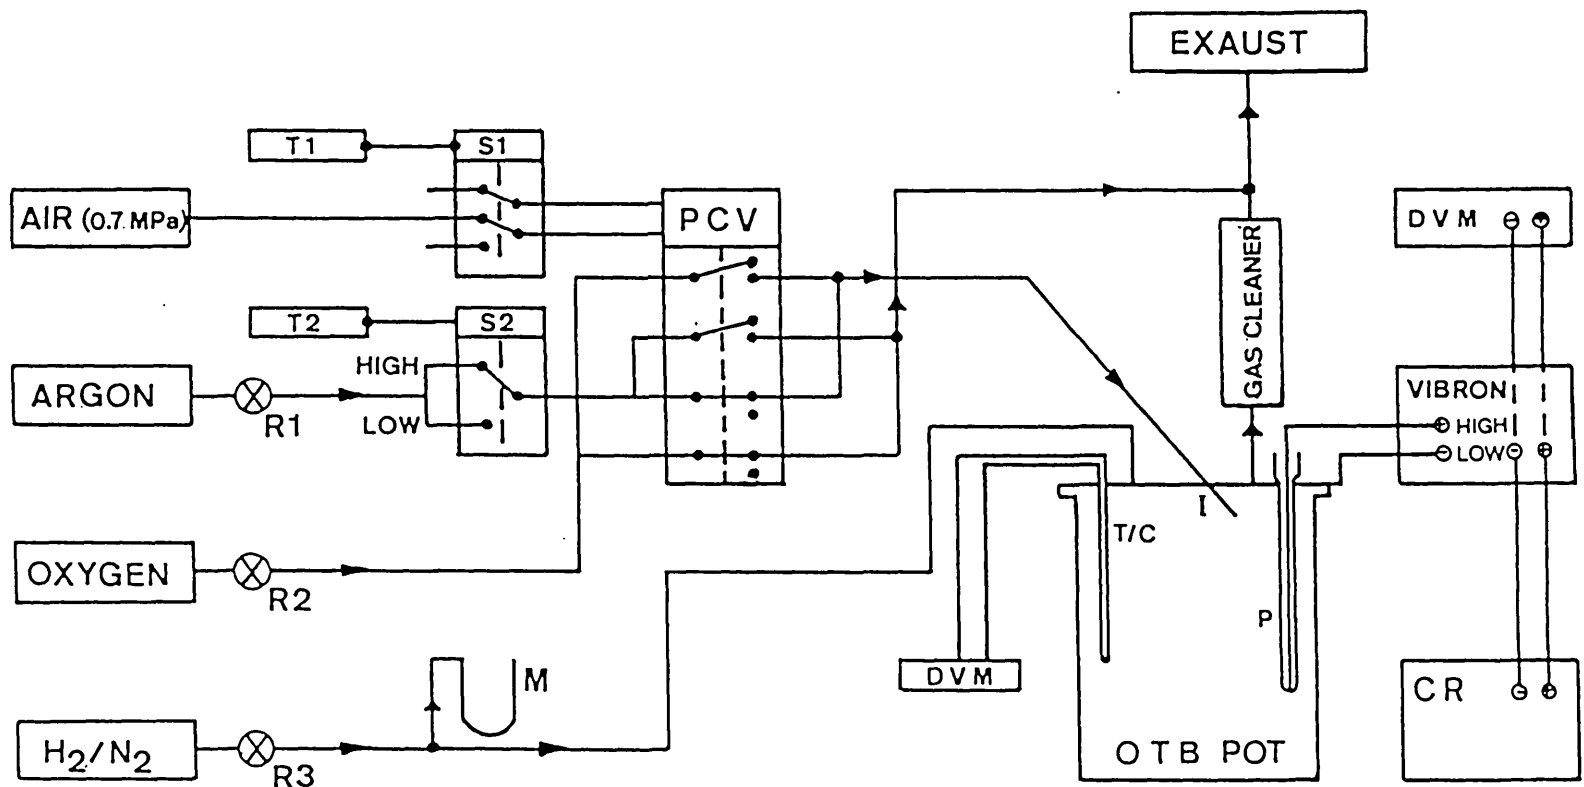 EXAUST
T1
S1
AIR (0.7 MPa)
PCV
DVM
GAS CLEANER
T2
S2
HIGH
ARGON
R1
LOW
VIBRON
HIGH
LOW
I
T/C
OXYGEN
R2
P
M
DVM
CR
H2/N2
R3
OTB POT